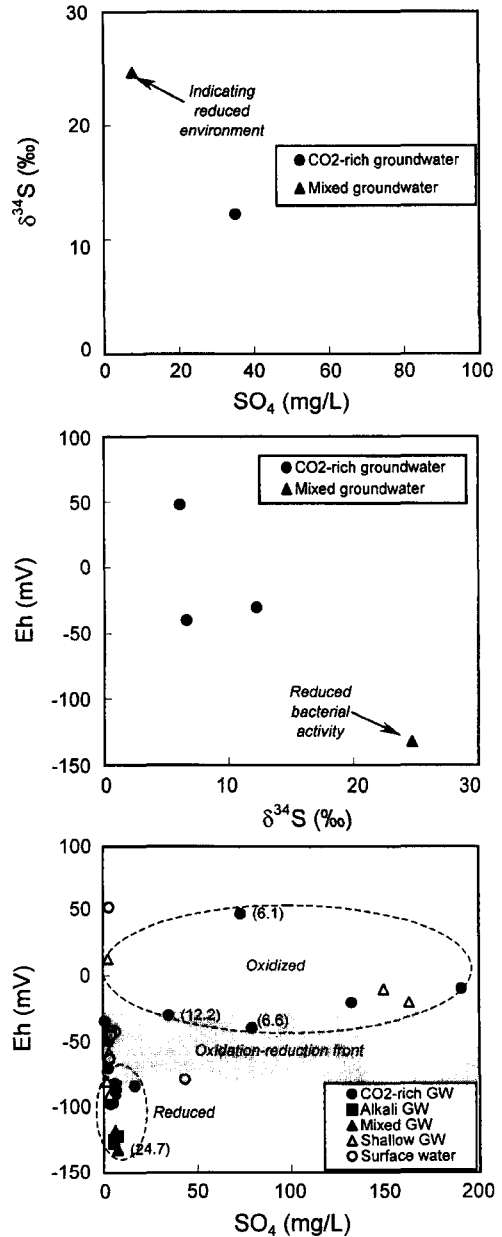 30
Indicating
reduced
environment
20
CO2-rich groundwater
Mixed groundwater
δ³⁴S (‰)
10
0
0 20 40 60 80 100
SO₄ (mg/L)
100
CO2-rich groundwater
Mixed groundwater
50
0
Eh (mV)
-50
-100
Reduced
bacterial
activity
-150
0 10 20 30
δ³⁴S (‰)
100
50
(6.1)
Oxidized
0
Eh (mV)
(12.2) (6.6)
-50
Oxidation-reduction front
-100
Reduced
CO2-rich GW
Alkali GW
Mixed GW
Shallow GW
Surface water
(24.7)
-150
0 50 100 150 200
SO₄ (mg/L)